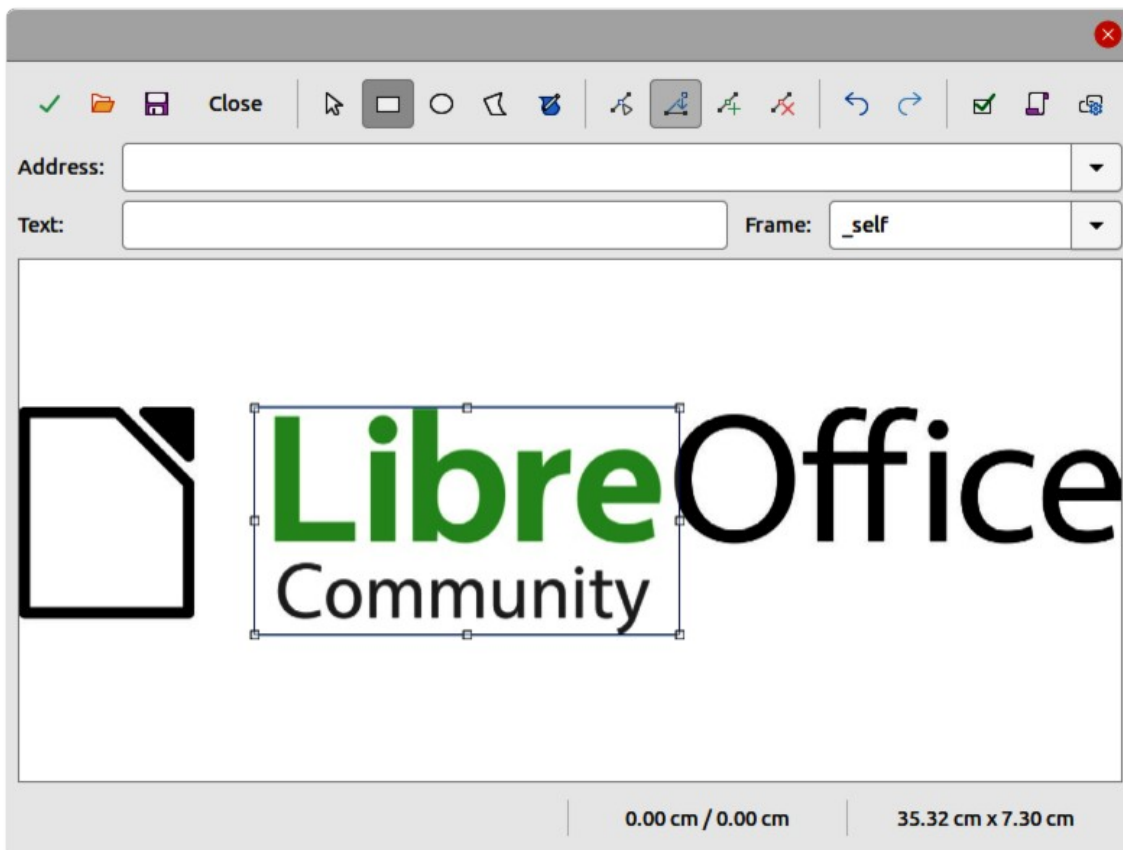 Close
Address:
Text:
Frame: _self
LibreOffice
Community
0.00 cm / 0.00 cm 35.32 cm x 7.30 cm